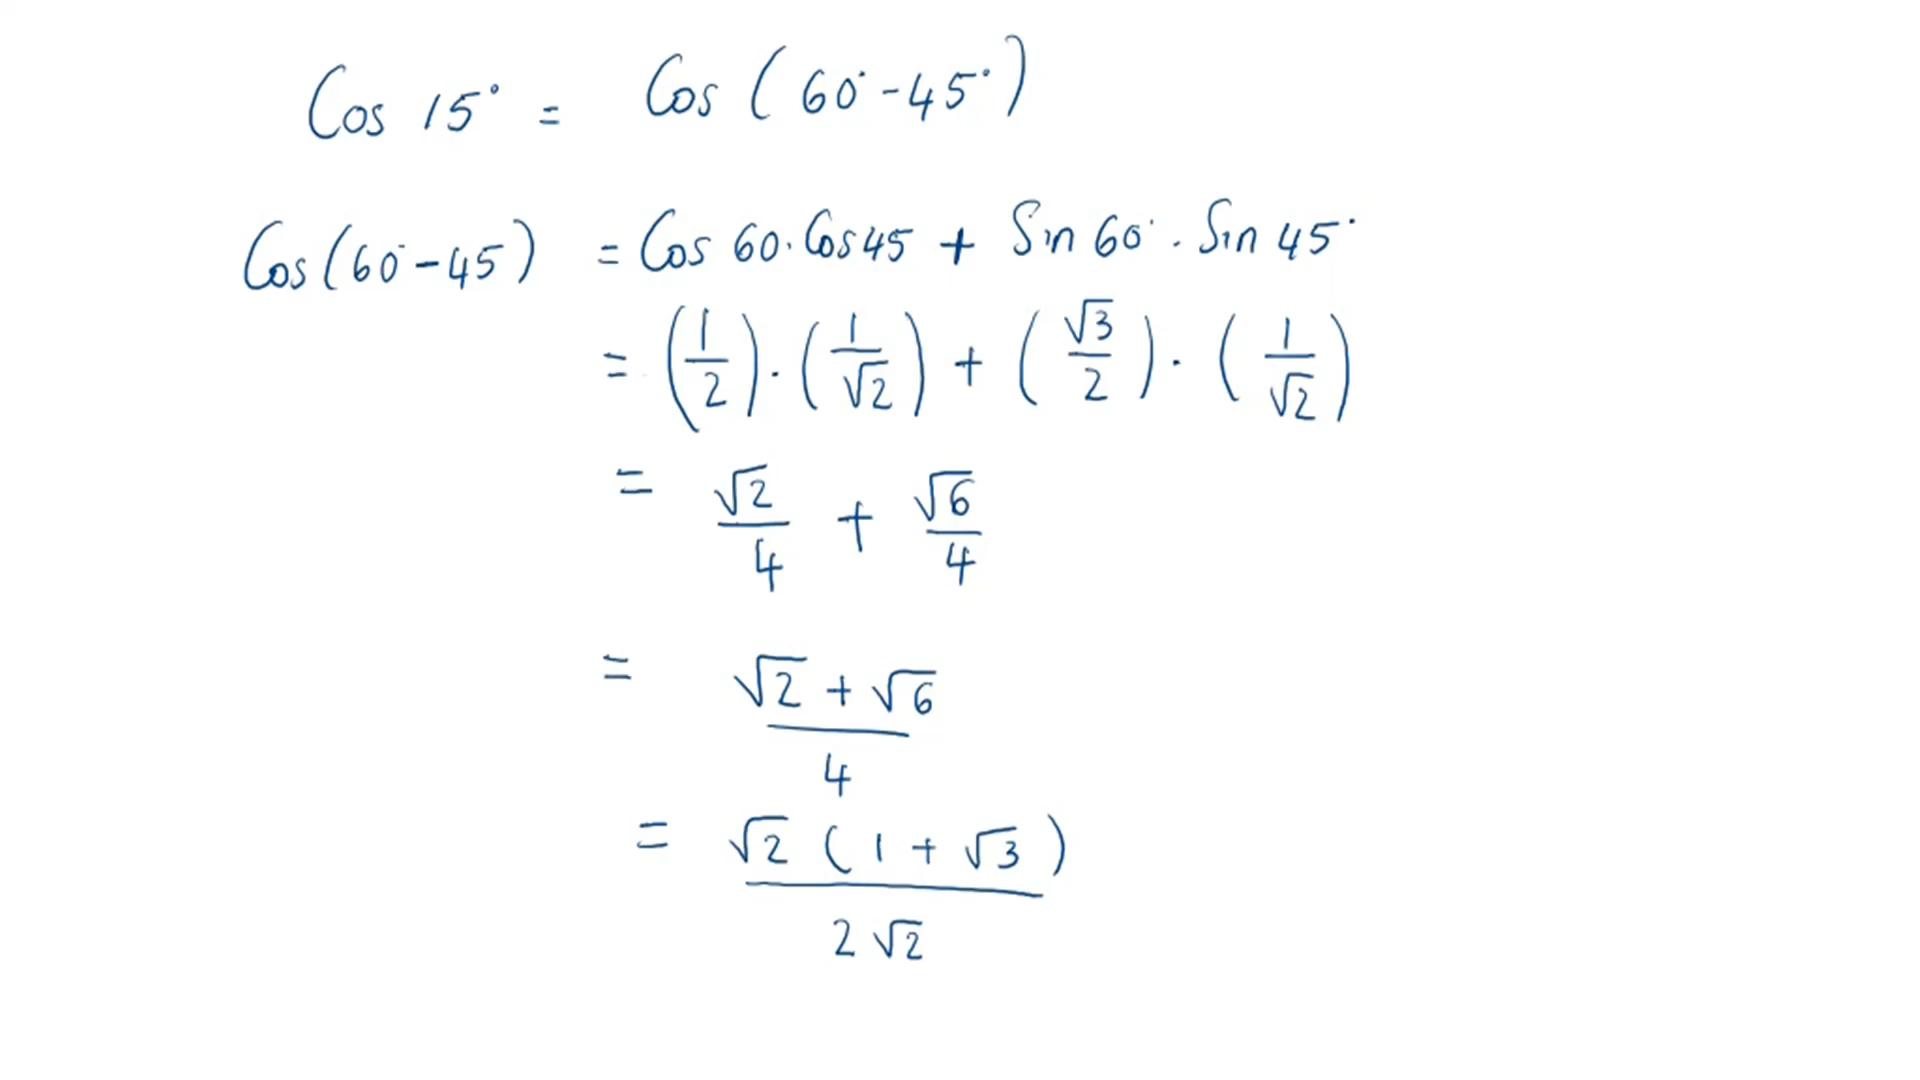 Cos 15° = Cos (60° - 45°)
Cos(60° - 45) = Cos 60 . Cos 45 + Sin 60° . Sin 45°
= (1/2) . (1/√2) + (√3/2) . (1/√2)
= √2/4 + √6/4
= (√2 + √6)/4
= √2 (1 + √3)/2√2